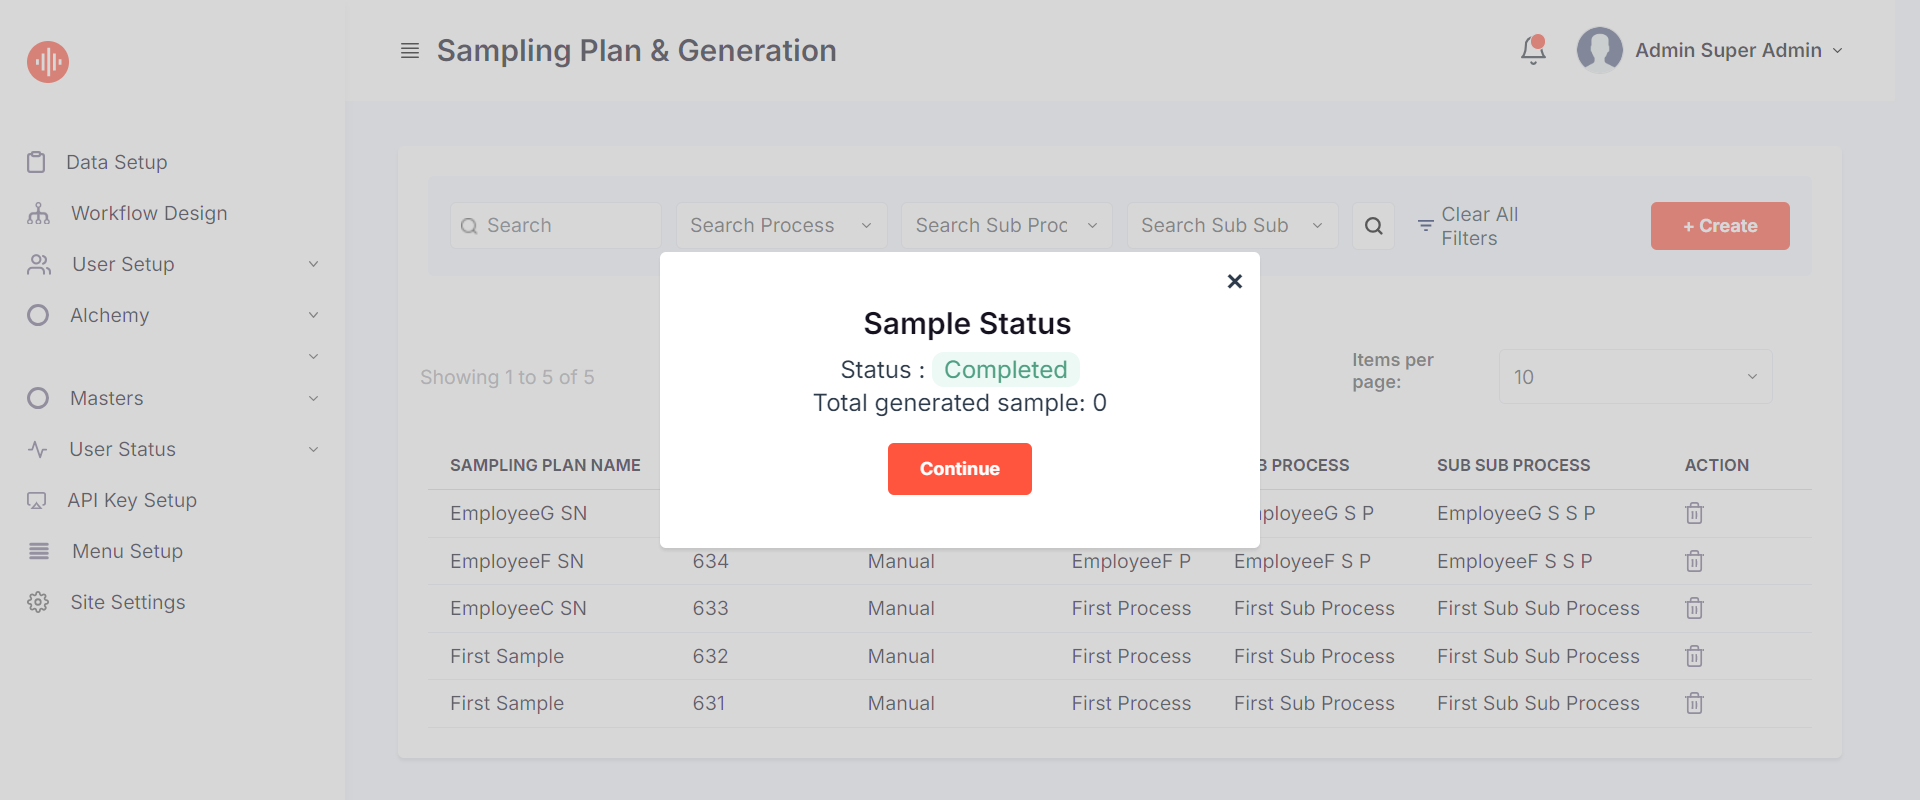 Sampling Plan & Generation
Admin Super Admin
Data Setup
Workflow Design
User Setup
Alchemy
Masters
User Status
API Key Setup
Menu Setup
Site Settings
Search
Search Process
Search Sub Proc
Search Sub Sub
Clear All
Filters
+ Create
Sample Status
Status : Completed
Total generated sample: 0
Continue
Showing 1 to 5 of 5
Items per
page:
10
SAMPLING PLAN NAME PROCESS SUB SUB PROCESS ACTION
EmployeeG SN S P EmployeeG S S P
EmployeeF SN 634 Manual EmployeeF P EmployeeF S P EmployeeF S S P
EmployeeC SN 633 Manual First Process First Sub Process First Sub Sub Process
First Sample 632 Manual First Process First Sub Process First Sub Sub Process
First Sample 631 Manual First Process First Sub Process First Sub Sub Process